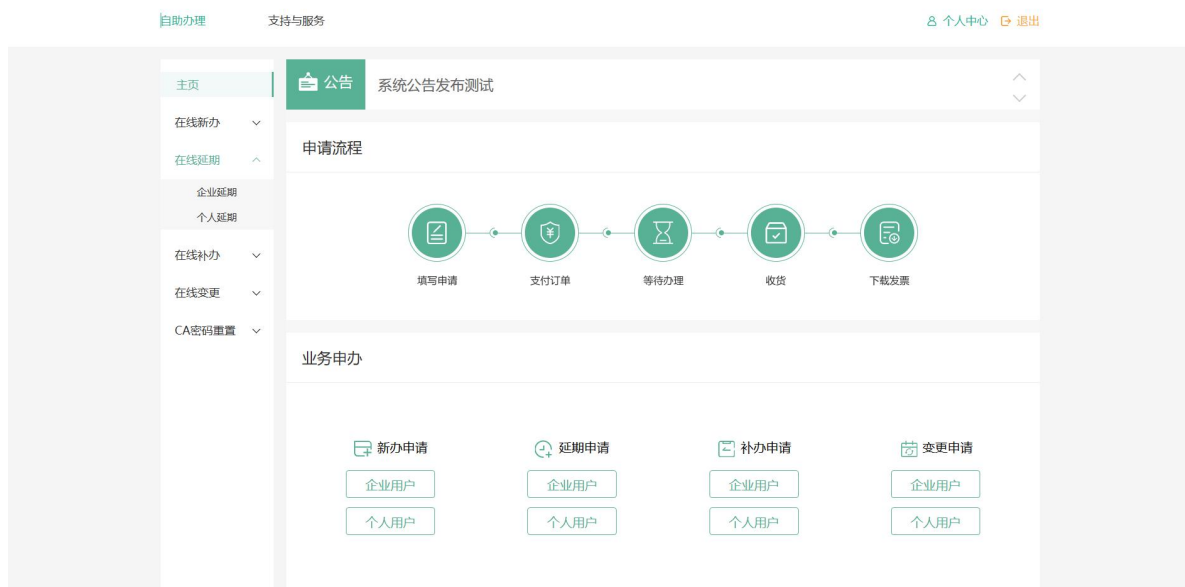 自助办理 支持与服务 个人中心 退出
主页
在线新办
在线延期
企业延期
个人延期
在线补办
在线变更
CA密码重置
公告 系统公告发布测试
申请流程
填写申请 支付订单 等待办理 收货 下载发票
业务申办
新办申请 延期申请 补办申请 变更申请
企业用户 企业用户 企业用户 企业用户
个人用户 个人用户 个人用户 个人用户